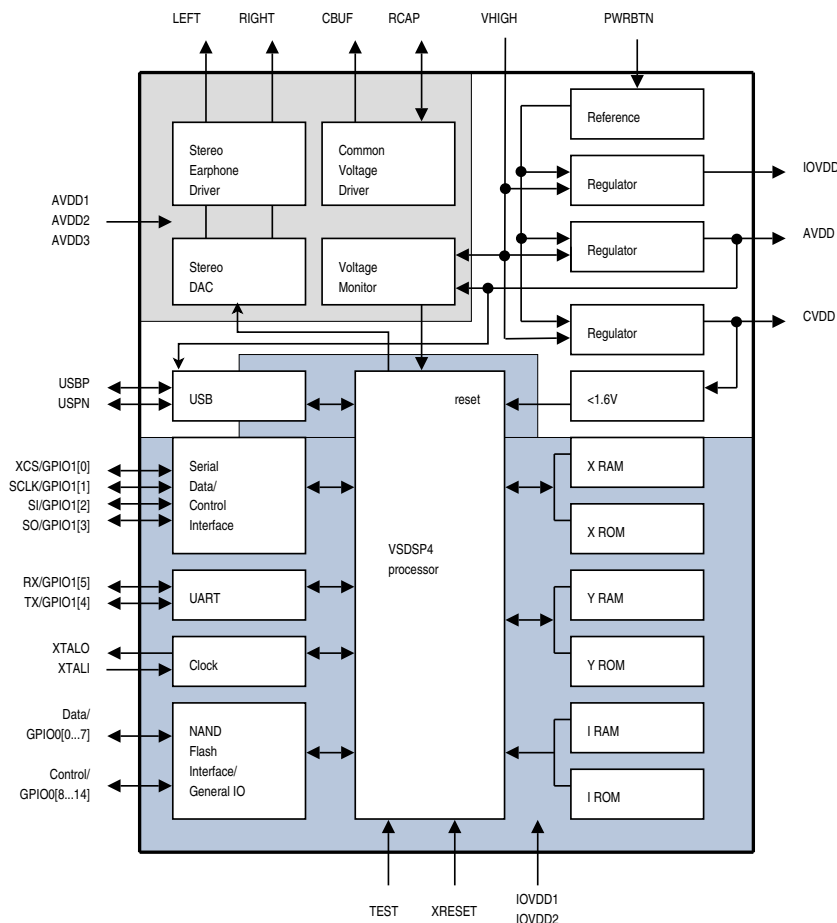 LEFT
RIGHT
CBUF
RCAP
VHIGH
PWRBTN
Stereo
Earphone
Driver
Common
Voltage
Driver
Reference
Regulator
IOVDD
AVDD1
AVDD2
AVDD3
Stereo
DAC
Voltage
Monitor
Regulator
AVDD
Regulator
CVDD
USBP
USPN
USB
reset
<1.6V
XCS/GPIO1[0]
SCLK/GPIO1[1]
SI/GPIO1[2]
SO/GPIO1[3]
Serial
Data/
Control
Interface
X RAM
X ROM
VSDSP4
processor
RX/GPIO1[5]
TX/GPIO1[4]
UART
Y RAM
Y ROM
XTALO
XTALI
Clock
Data/
GPIO0[0...7]
Control/
GPIO0[8...14]
NAND
Flash
Interface/
General IO
I RAM
I ROM
TEST
XRESET
IOVDD1
IOVDD2